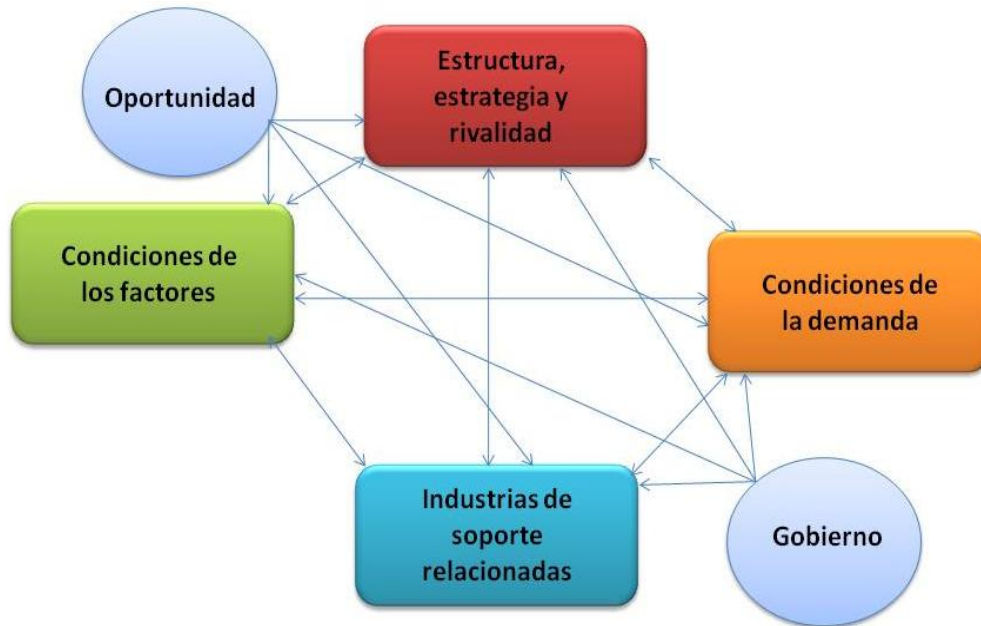 Oportunidad
Estructura,
estrategia y
rivalidad
Condiciones de
los factores
Condiciones de
la demanda
Industrias de
soporte
relacionadas
Gobierno